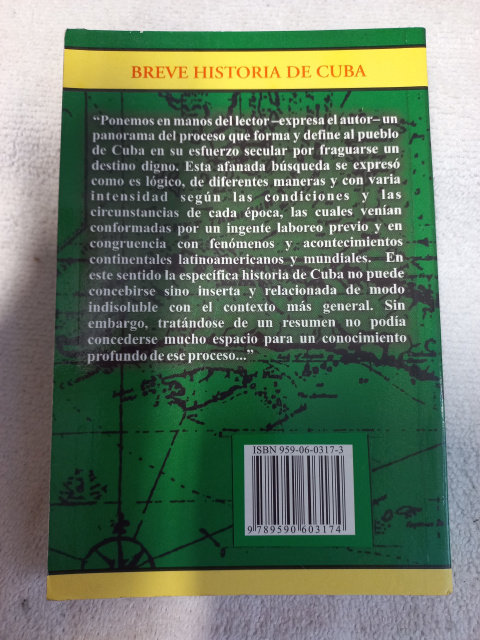 BREVE HISTORIA DE CUBA
“Ponemos en manos del lector –expresa el autor– un
panorama del proceso que forma y define al pueblo
de Cuba en su esfuerzo secular por fraguarse un
destino digno. Esta afanada búsqueda se expresó
como es lógico, de diferentes maneras y con varia
intensidad según las condiciones y las
circunstancias de cada época, las cuales venían
conformadas por un ingente laboreo previo y en
congruencia con fenómenos y acontecimientos
continentales latinoamericanos y mundiales. En
este sentido la específica historia de Cuba no puede
concebirse sino inserta y relacionada de modo
indisoluble con el contexto más general. Sin
embargo, tratándose de un resumen no podía
concederse mucho espacio para un conocimiento
profundo de ese proceso...”
ISBN 959-06-0317-3
9 789590 603174